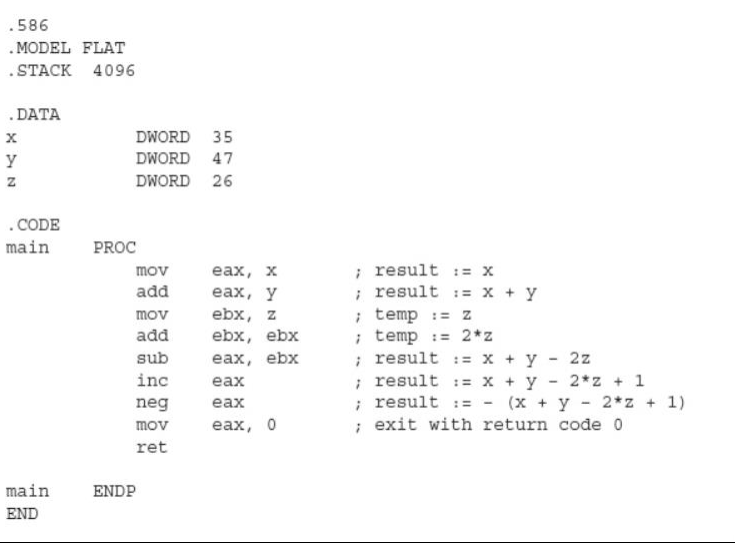 .586
.MODEL FLAT
.STACK 4096
.DATA
x DWORD 35
y DWORD 47
z DWORD 26
.CODE
main PROC
mov eax, x ; result := x
add eax, y ; result := x + y
mov ebx, z ; temp := z
add ebx, ebx ; temp := 2*z
sub eax, ebx ; result := x + y - 2z
inc eax ; result := x + y - 2*z + 1
neg eax ; result := - (x + y - 2*z + 1)
mov eax, 0 ; exit with return code 0
ret
main ENDP
END